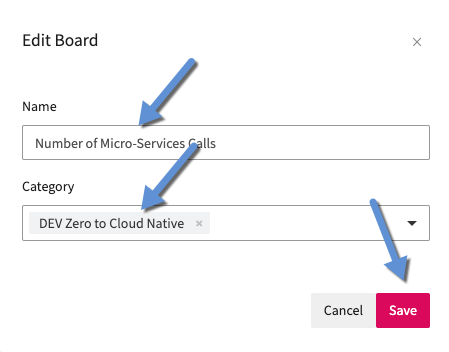 Edit Board
Name
Number of Micro-Services Calls
Category
DEV Zero to Cloud Native
Cancel Save